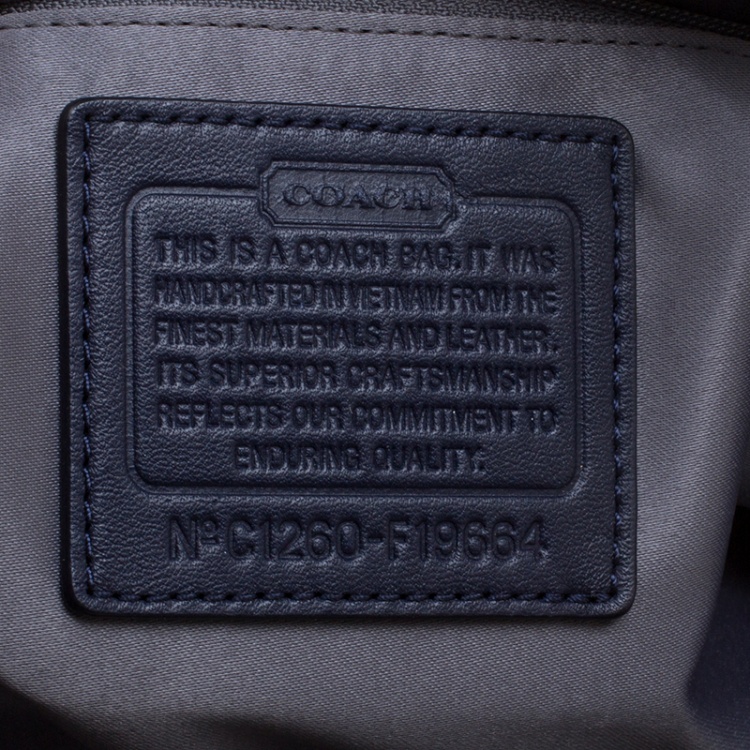 COACH
THIS IS A COACH BAG. IT WAS
HANDCRAFTED IN VIETNAM FROM THE
FINEST MATERIALS AND LEATHER.
ITS SUPERIOR CRAFTSMANSHIP
REFLECTS OUR COMMITMENT TO
ENDURING QUALITY.
Nº C1260-F19664